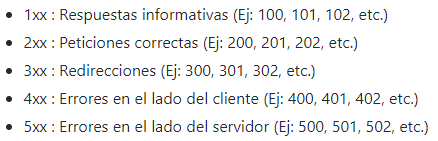 • 1xx : Respuestas informativas (Ej: 100, 101, 102, etc.)
• 2xx : Peticiones correctas (Ej: 200, 201, 202, etc.)
• 3xx : Redirecciones (Ej: 300, 301, 302, etc.)
• 4xx : Errores en el lado del cliente (Ej: 400, 401, 402, etc.)
• 5xx : Errores en el lado del servidor (Ej: 500, 501, 502, etc.)